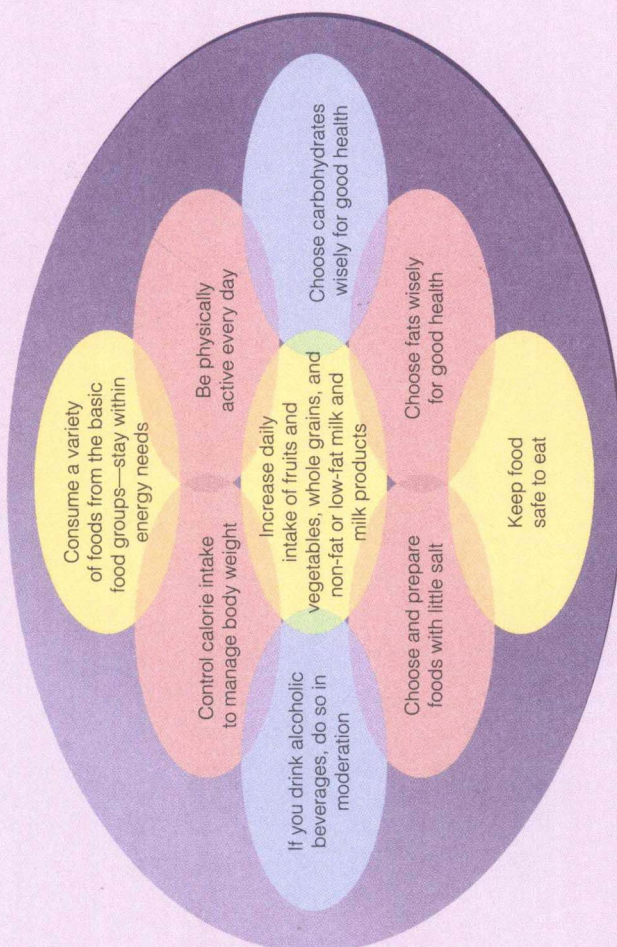 Consume a variety
of foods from the basic
food groups—stay within
energy needs
Control calorie intake
to manage body weight
Be physically
active every day
If you drink alcoholic
beverages, do so in
moderation
Increase daily
intake of fruits and
vegetables, whole grains, and
non-fat or low-fat milk and
milk products
Choose carbohydrates
wisely for good health
Choose and prepare
foods with little salt
Choose fats wisely
for good health
Keep food
safe to eat